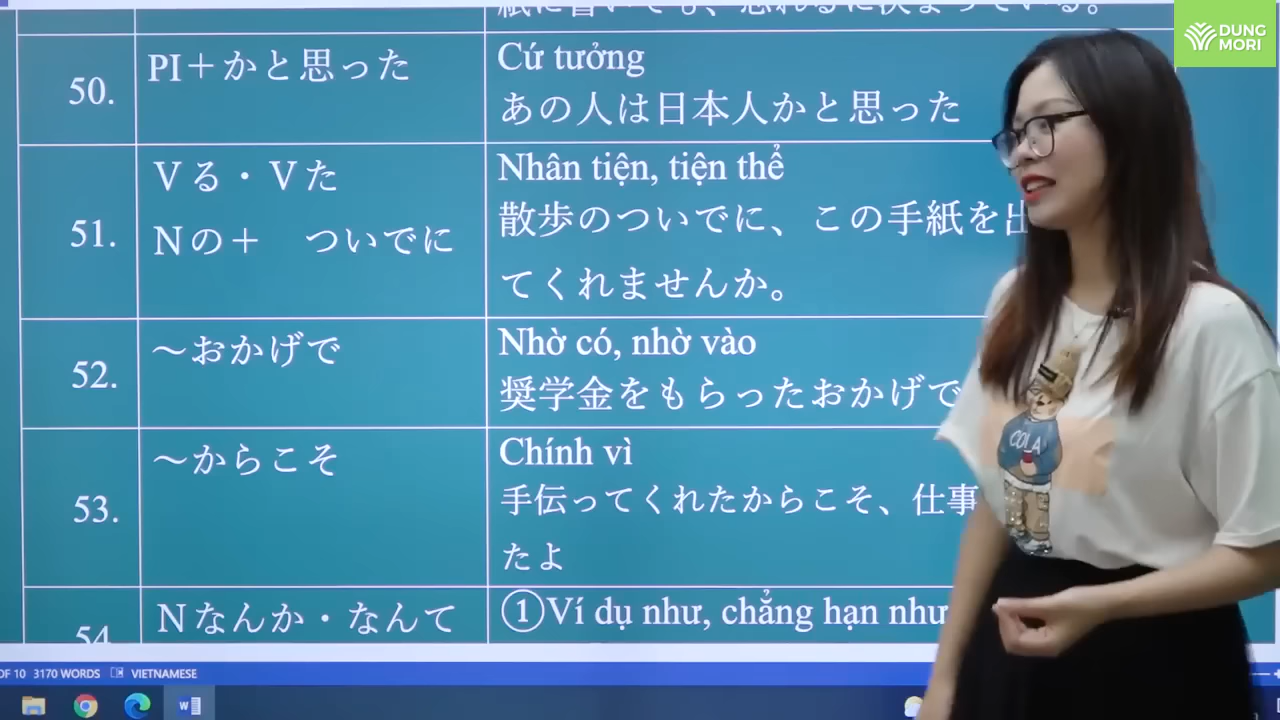 DUNG
MORI
50.
PI＋かと思った
Cứ tưởng
あの人は日本人かと思った
51.
Vる・Vた
Nの＋　ついでに
Nhân tiện, tiện thể
散歩のついでに、この手紙を出
てくれませんか。
52.
～おかげで
Nhờ có, nhờ vào
奨学金をもらったおかげで
53.
～からこそ
Chính vì
手伝ってくれたからこそ、仕事
たよ
54
Nなんか・なんて
①Ví dụ như, chẳng hạn như
COLA
OF 10 3170 WORDS VIETNAMESE